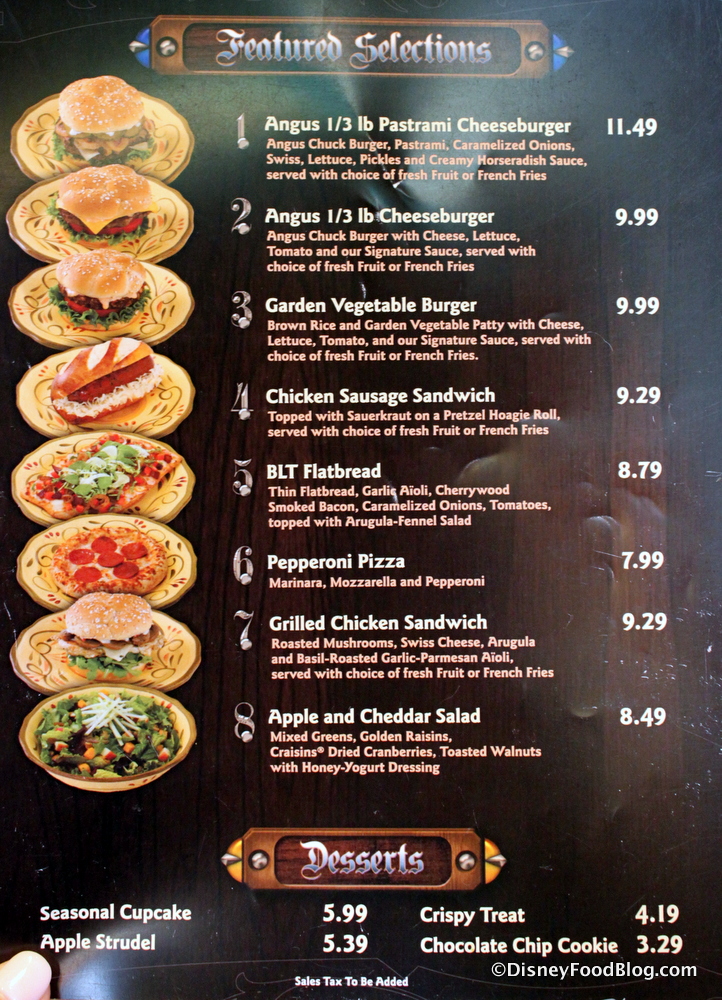 Featured Selections
1 Angus 1/3 lb Pastrami Cheeseburger 11.49
Angus Chuck Burger, Pastrami, Caramelized Onions,
Swiss, Lettuce, Pickles and Creamy Horseradish Sauce,
served with choice of fresh Fruit or French Fries
2 Angus 1/3 lb Cheeseburger 9.99
Angus Chuck Burger with Cheese, Lettuce,
Tomato and our Signature Sauce, served with
choice of fresh Fruit or French Fries
3 Garden Vegetable Burger 9.99
Brown Rice and Garden Vegetable Patty with Cheese,
Lettuce, Tomato, and our Signature Sauce, served with
choice of fresh Fruit or French Fries.
4 Chicken Sausage Sandwich 9.29
Topped with Sauerkraut on a Pretzel Hoagie Roll,
served with choice of fresh Fruit or French Fries
5 BLT Flatbread 8.79
Thin Flatbread, Garlic Aïoli, Cherrywood
Smoked Bacon, Caramelized Onions, Tomatoes,
topped with Arugula-Fennel Salad
6 Pepperoni Pizza 7.99
Marinara, Mozzarella and Pepperoni
7 Grilled Chicken Sandwich 9.29
Roasted Mushrooms, Swiss Cheese, Arugula
and Basil-Roasted Garlic-Parmesan Aïoli,
served with choice of fresh Fruit or French Fries
8 Apple and Cheddar Salad 8.49
Mixed Greens, Golden Raisins,
Craisins® Dried Cranberries, Toasted Walnuts
with Honey-Yogurt Dressing
Desserts
Seasonal Cupcake 5.99 Crispy Treat 4.19
Apple Strudel 5.39 Chocolate Chip Cookie 3.29
Sales Tax To Be Added
©DisneyFoodBlog.com